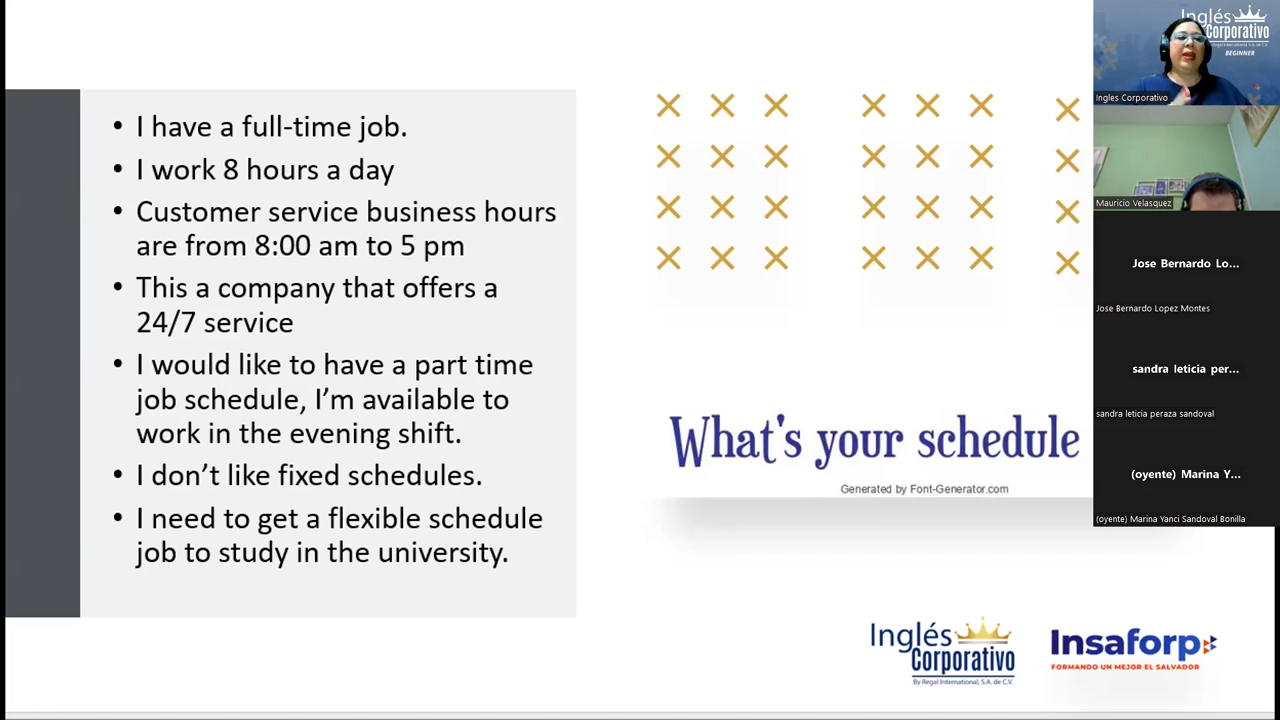 • I have a full-time job.
• I work 8 hours a day
• Customer service business hours
are from 8:00 am to 5 pm
• This a company that offers a
24/7 service
• I would like to have a part time
job schedule, I'm available to
work in the evening shift.
• I don't like fixed schedules.
• I need to get a flexible schedule
job to study in the university.
What's your schedule
Generated by Font-Generator.com
Inglés
Corporativo
By Regal International, S.A. de C.V.
Insaforp
FORMANDO UN MEJOR EL SALVADOR
Inglés
Corporativo
By Regal International, S.A. de C.V.
BEGINNER
Ingles Corporativo
Mauricio Velasquez
Jose Bernardo Lo...
Jose Bernardo Lopez Montes
sandra leticia per...
sandra leticia peraza sandoval
(oyente) Marina Y...
(oyente) Marina Yanci Sandoval Bonilla